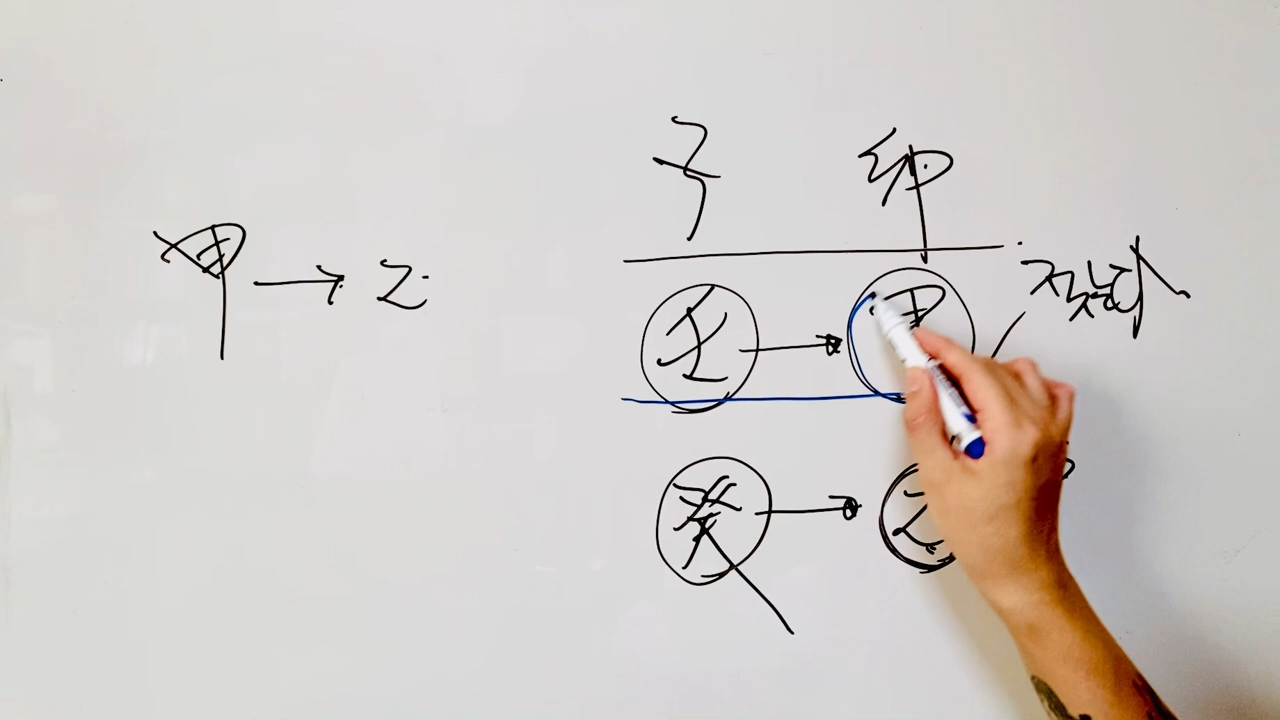 子 卯
甲 → 乙
壬 → 甲
癸 → 乙